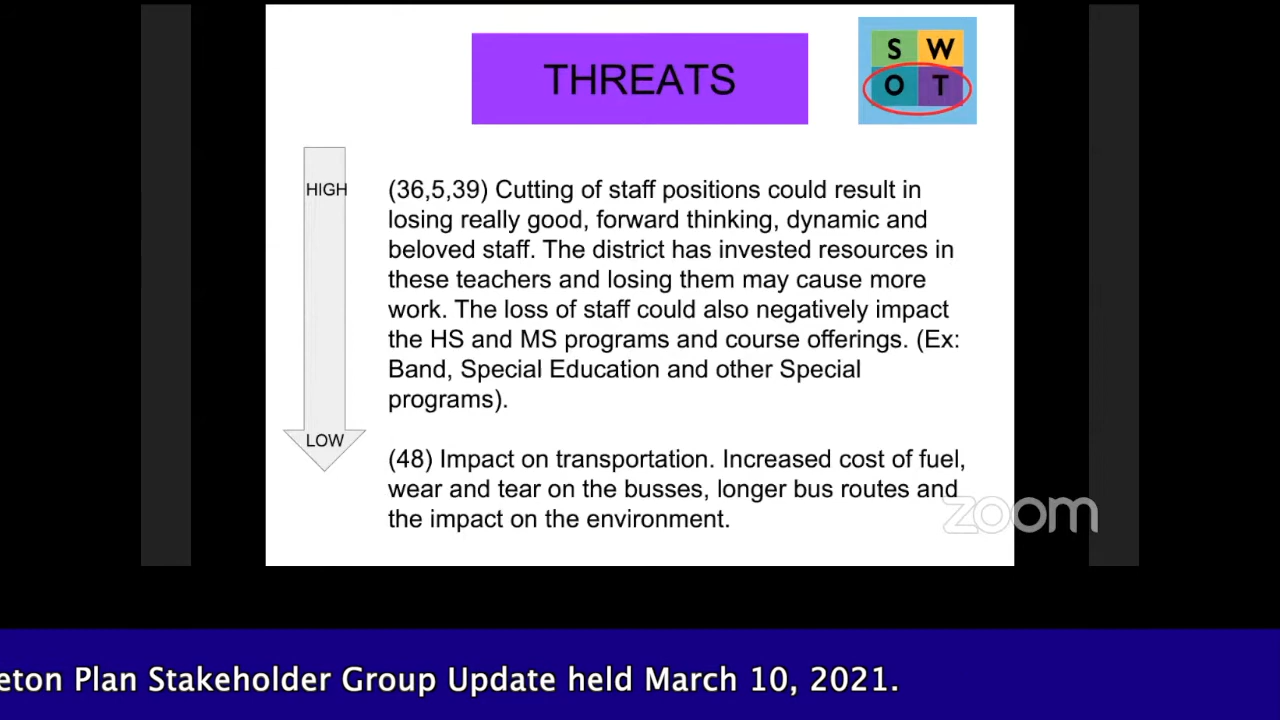 THREATS
S W
O T
HIGH
(36,5,39) Cutting of staff positions could result in
losing really good, forward thinking, dynamic and
beloved staff. The district has invested resources in
these teachers and losing them may cause more
work. The loss of staff could also negatively impact
the HS and MS programs and course offerings. (Ex:
Band, Special Education and other Special
programs).
LOW
(48) Impact on transportation. Increased cost of fuel,
wear and tear on the busses, longer bus routes and
the impact on the environment.
zoom
eton Plan Stakeholder Group Update held March 10, 2021.